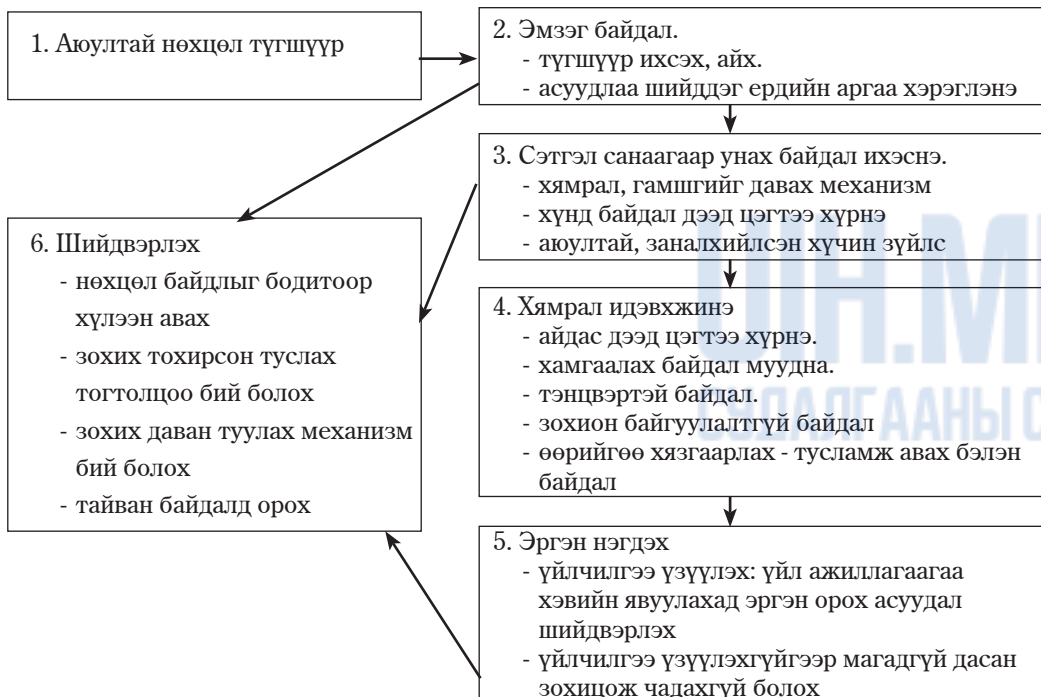 1. Аюултай нөхцөл түгшүүр
2. Эмзэг байдал.
- түгшүүр ихсэх, айх.
- асуудлаа шийддэг ердийн аргаа хэрэглэнэ
3. Сэтгэл санаагаар унах байдал ихэснэ.
- хямрал, гамшгийг давах механизм
- хүнд байдал дээд цэгтээ хүрнэ
- аюултай, заналхийлсэн хүчин зүйлс
4. Хямрал идэвхжинэ
- айдас дээд цэгтээ хүрнэ.
- хамгаалах байдал муудна.
- тэнцвэртэй байдал.
- зохион байгуулалтгүй байдал
- өөрийгөө хязгаарлах - тусламж авах бэлэн
байдал
5. Эргэн нэгдэх
- үйлчилгээ үзүүлэх: үйл ажиллагаагаа
хэвийн явуулахад эргэн орох асуудал
шийдвэрлэх
- үйлчилгээ үзүүлэхгүйгээр магадгүй дасан
зохицож чадахгүй болох
6. Шийдвэрлэх
- нөхцөл байдлыг бодитоор
хүлээн авах
- зохих тохирсон туслах
тогтолцоо бий болох
- зохих даван туулах механизм
бий болох
- тайван байдалд орох
UIH.M
СУДАЛГААНЫ С